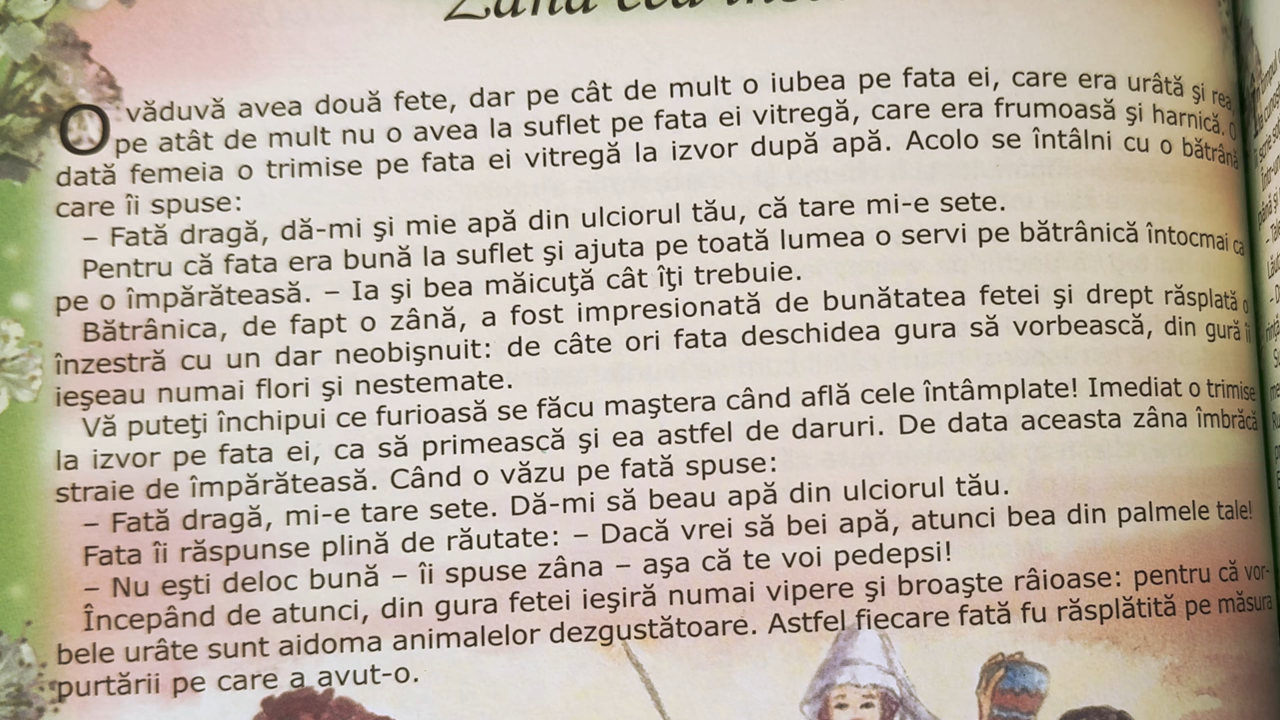 Zâna cea
O văduvă avea două fete, dar pe cât de mult o iubea pe fata ei, care era urâtă şi rea,
pe atât de mult nu o avea la suflet pe fata ei vitregă, care era frumoasă şi harnică. O
dată femeia o trimise pe fata ei vitregă la izvor după apă. Acolo se întâlni cu o bătrână
care îi spuse:
– Fată dragă, dă-mi şi mie apă din ulciorul tău, că tare mi-e sete.
Pentru că fata era bună la suflet şi ajuta pe toată lumea o servi pe bătrânică întocmai ca
pe o împărăteasă. – Ia şi bea măicuţă cât îţi trebuie.
Bătrânica, de fapt o zână, a fost impresionată de bunătatea fetei şi drept răsplată o
înzestră cu un dar neobişnuit: de câte ori fata deschidea gura să vorbească, din gură îi
ieşeau numai flori şi nestemate.
Vă puteţi închipui ce furioasă se făcu maştera când află cele întâmplate! Imediat o trimise
la izvor pe fata ei, ca să primească şi ea astfel de daruri. De data aceasta zâna îmbrăcă
straie de împărăteasă. Când o văzu pe fată spuse:
– Fată dragă, mi-e tare sete. Dă-mi să beau apă din ulciorul tău.
Fata îi răspunse plină de răutate: – Dacă vrei să bei apă, atunci bea din palmele tale!
– Nu eşti deloc bună – îi spuse zâna – aşa că te voi pedepsi!
Începând de atunci, din gura fetei ieşiră numai vipere şi broaşte râioase: pentru că vor-
bele urâte sunt aidoma animalelor dezgustătoare. Astfel fiecare fată fu răsplătită pe măsura
purtării pe care a avut-o.